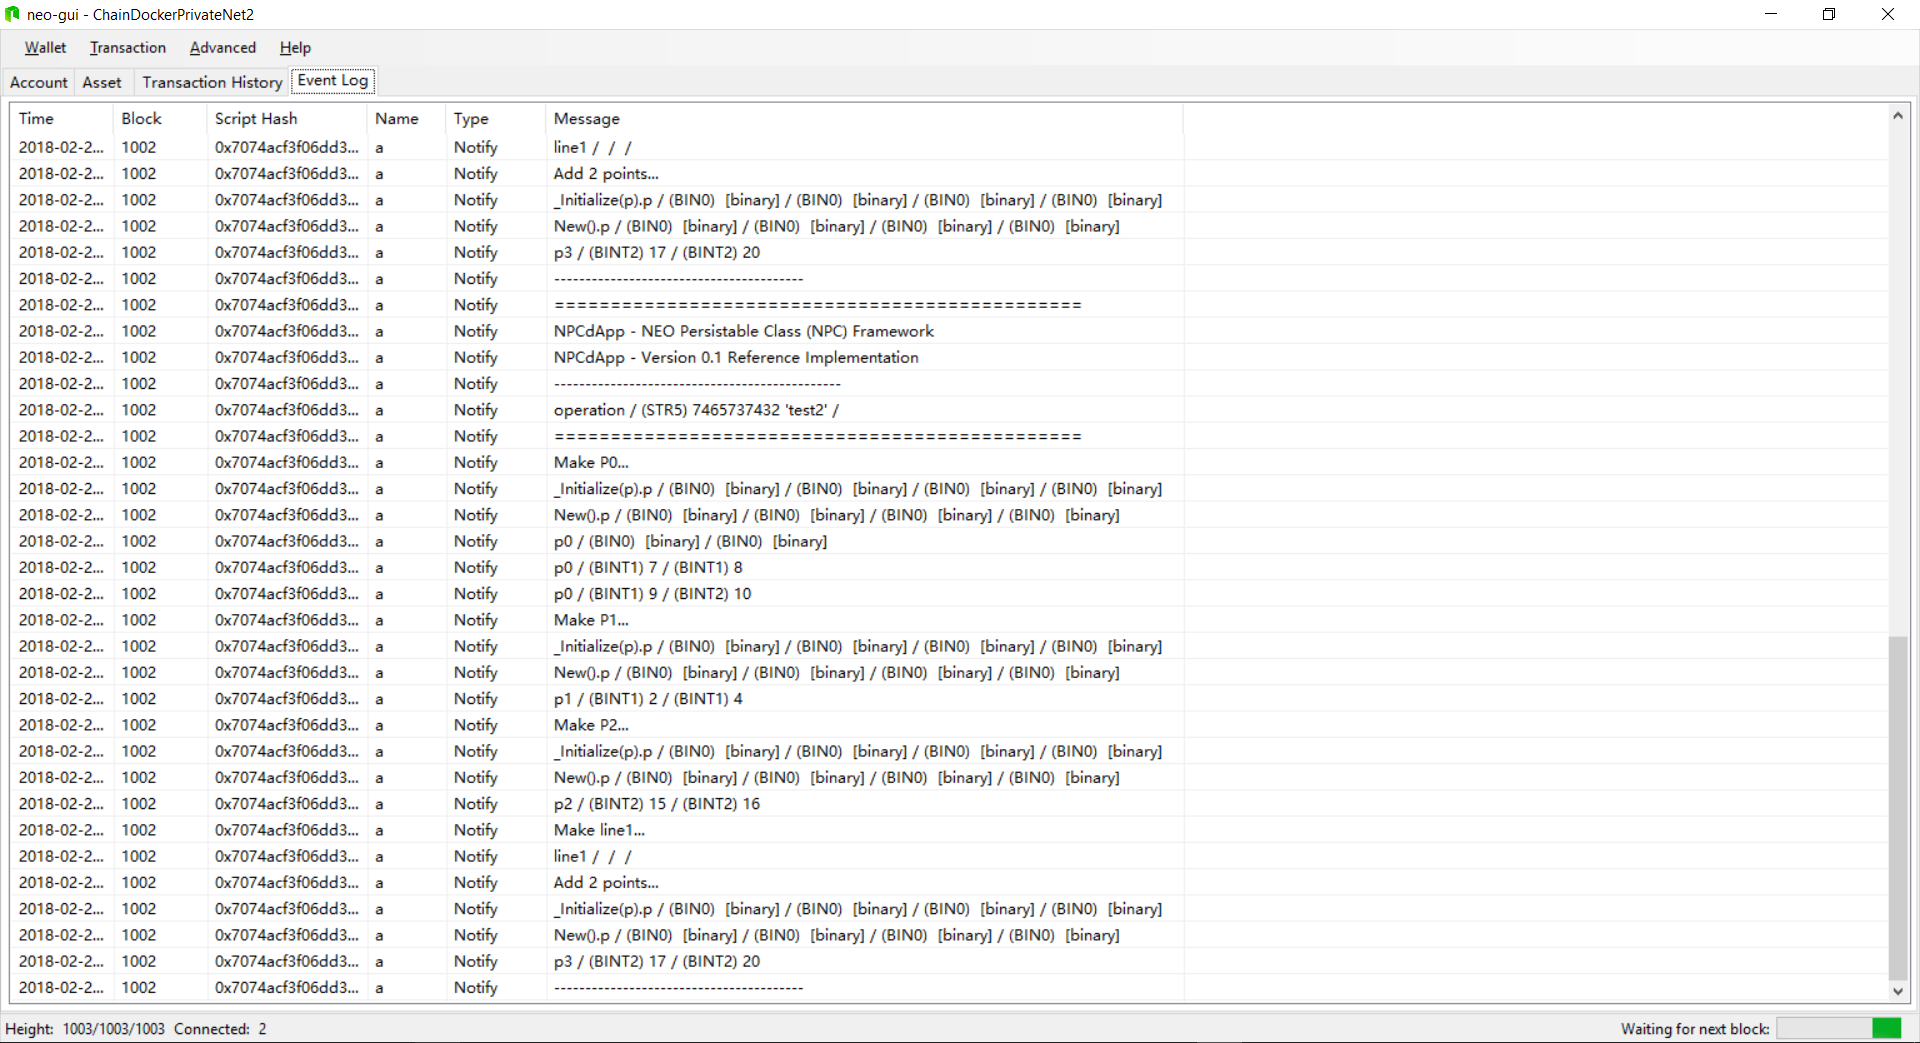 neo-gui - ChainDockerPrivateNet2
Wallet Transaction Advanced Help
Account Asset Transaction History Event Log
Time Block Script Hash Name Type Message
2018-02-2... 1002 0x7074acf3f06dd3... a Notify line1 / / /
2018-02-2... 1002 0x7074acf3f06dd3... a Notify Add 2 points...
2018-02-2... 1002 0x7074acf3f06dd3... a Notify _Initialize(p).p / (BIN0) [binary] / (BIN0) [binary] / (BIN0) [binary] / (BIN0) [binary]
2018-02-2... 1002 0x7074acf3f06dd3... a Notify New().p / (BIN0) [binary] / (BIN0) [binary] / (BIN0) [binary] / (BIN0) [binary]
2018-02-2... 1002 0x7074acf3f06dd3... a Notify p3 / (BINT2) 17 / (BINT2) 20
2018-02-2... 1002 0x7074acf3f06dd3... a Notify ----------------------------------------
2018-02-2... 1002 0x7074acf3f06dd3... a Notify ================================================
2018-02-2... 1002 0x7074acf3f06dd3... a Notify NPCdApp - NEO Persistable Class (NPC) Framework
2018-02-2... 1002 0x7074acf3f06dd3... a Notify NPCdApp - Version 0.1 Reference Implementation
2018-02-2... 1002 0x7074acf3f06dd3... a Notify ----------------------------------------------
2018-02-2... 1002 0x7074acf3f06dd3... a Notify operation / (STR5) 7465737432 'test2' /
2018-02-2... 1002 0x7074acf3f06dd3... a Notify ================================================
2018-02-2... 1002 0x7074acf3f06dd3... a Notify Make P0...
2018-02-2... 1002 0x7074acf3f06dd3... a Notify _Initialize(p).p / (BIN0) [binary] / (BIN0) [binary] / (BIN0) [binary] / (BIN0) [binary]
2018-02-2... 1002 0x7074acf3f06dd3... a Notify New().p / (BIN0) [binary] / (BIN0) [binary] / (BIN0) [binary] / (BIN0) [binary]
2018-02-2... 1002 0x7074acf3f06dd3... a Notify p0 / (BIN0) [binary] / (BIN0) [binary]
2018-02-2... 1002 0x7074acf3f06dd3... a Notify p0 / (BINT1) 7 / (BINT1) 8
2018-02-2... 1002 0x7074acf3f06dd3... a Notify p0 / (BINT1) 9 / (BINT2) 10
2018-02-2... 1002 0x7074acf3f06dd3... a Notify Make P1...
2018-02-2... 1002 0x7074acf3f06dd3... a Notify _Initialize(p).p / (BIN0) [binary] / (BIN0) [binary] / (BIN0) [binary] / (BIN0) [binary]
2018-02-2... 1002 0x7074acf3f06dd3... a Notify New().p / (BIN0) [binary] / (BIN0) [binary] / (BIN0) [binary] / (BIN0) [binary]
2018-02-2... 1002 0x7074acf3f06dd3... a Notify p1 / (BINT1) 2 / (BINT1) 4
2018-02-2... 1002 0x7074acf3f06dd3... a Notify Make P2...
2018-02-2... 1002 0x7074acf3f06dd3... a Notify _Initialize(p).p / (BIN0) [binary] / (BIN0) [binary] / (BIN0) [binary] / (BIN0) [binary]
2018-02-2... 1002 0x7074acf3f06dd3... a Notify New().p / (BIN0) [binary] / (BIN0) [binary] / (BIN0) [binary] / (BIN0) [binary]
2018-02-2... 1002 0x7074acf3f06dd3... a Notify p2 / (BINT2) 15 / (BINT2) 16
2018-02-2... 1002 0x7074acf3f06dd3... a Notify Make line1...
2018-02-2... 1002 0x7074acf3f06dd3... a Notify line1 / / /
2018-02-2... 1002 0x7074acf3f06dd3... a Notify Add 2 points...
2018-02-2... 1002 0x7074acf3f06dd3... a Notify _Initialize(p).p / (BIN0) [binary] / (BIN0) [binary] / (BIN0) [binary] / (BIN0) [binary]
2018-02-2... 1002 0x7074acf3f06dd3... a Notify New().p / (BIN0) [binary] / (BIN0) [binary] / (BIN0) [binary] / (BIN0) [binary]
2018-02-2... 1002 0x7074acf3f06dd3... a Notify p3 / (BINT2) 17 / (BINT2) 20
2018-02-2... 1002 0x7074acf3f06dd3... a Notify ----------------------------------------
Height: 1003/1003/1003 Connected: 2 Waiting for next block: